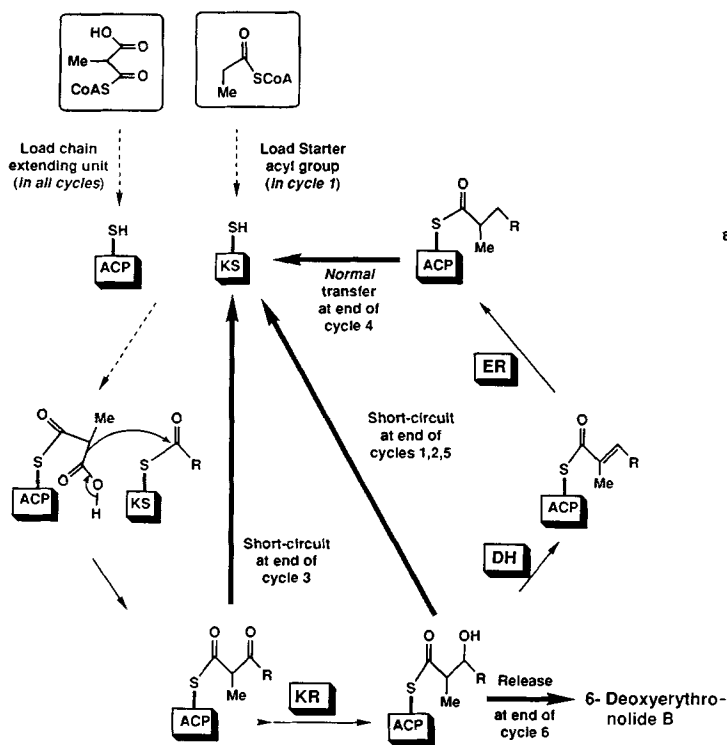 HO
O
Me
O
CoAS
O
SCoA
Me
Load chain
extending unit
(in all cycles)
Load Starter
acyl group
(in cycle 1)
SH
ACP
SH
KS
Normal
transfer
at end of
cycle 4
O
S
R
Me
ACP
a
ER
O
Me
O
S
R
O
O
S
ACP
H
KS
Short-circuit
at end of
cycles 1,2,5
O
S
R
Me
ACP
DH
Short-circuit
at end of
cycle 3
O
O
S
R
Me
ACP
KR
O
OH
S
R
Me
ACP
Release
at end of
cycle 6
6- Deoxyerythro-
nolide B